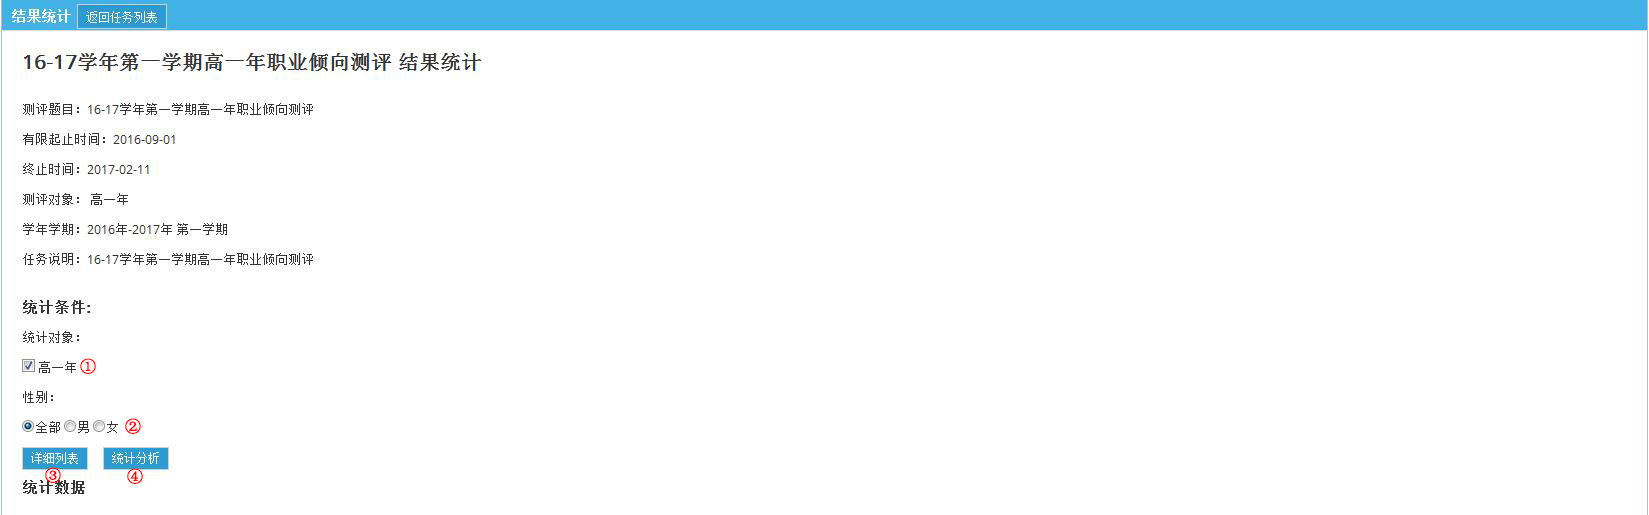 结果统计 返回任务列表
16-17学年第一学期高一年职业倾向测评 结果统计
测评题目：16-17学年第一学期高一年职业倾向测评
有限起止时间：2016-09-01
终止时间：2017-02-11
测评对象： 高一年
学年学期：2016年-2017年 第一学期
任务说明：16-17学年第一学期高一年职业倾向测评
统计条件:
统计对象：
高一年 ①
性别：
全部 男 女 ②
详细列表 统计分析
③ ④
统计数据